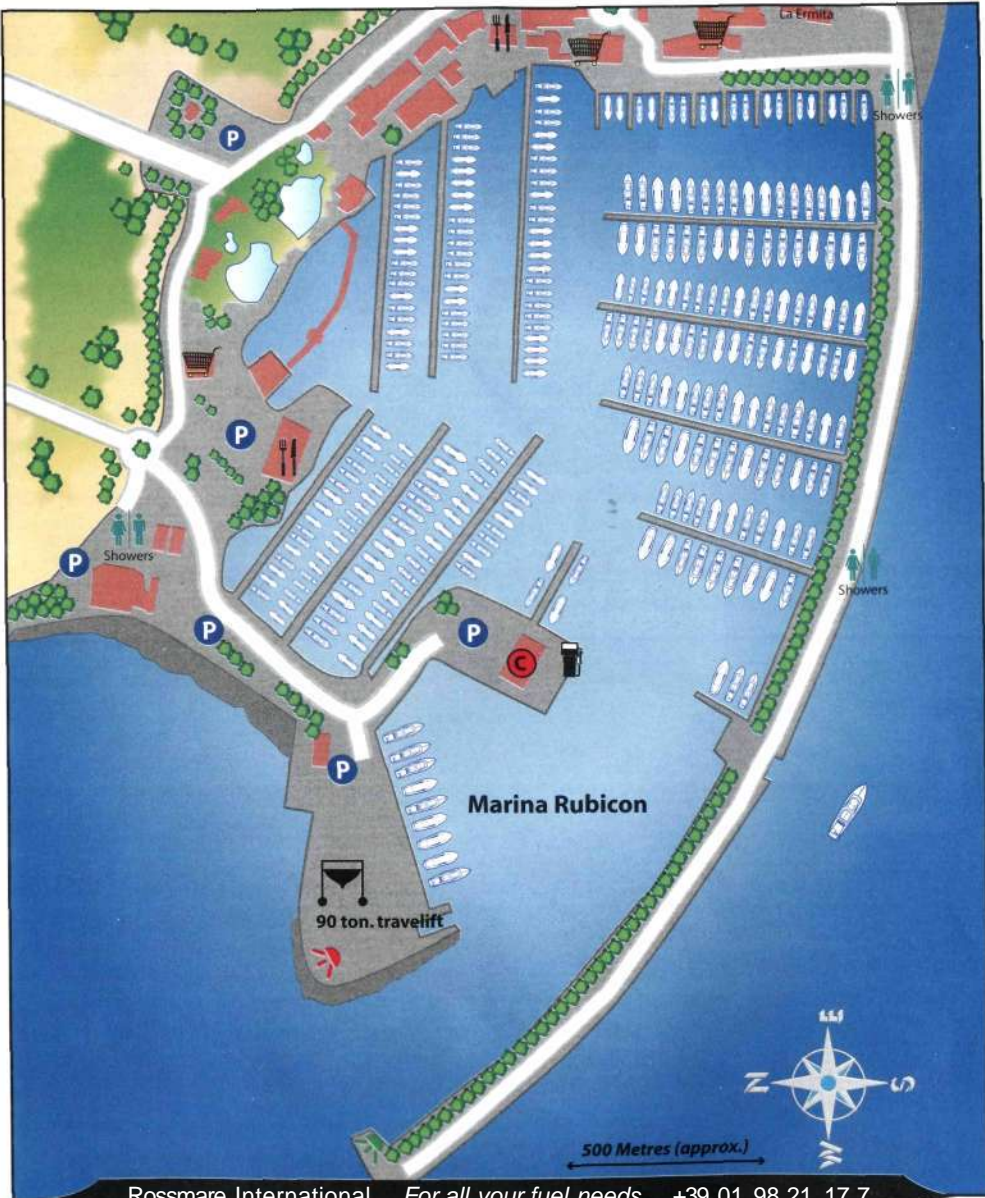 La Ermita
Showers
P
P
Showers
P
Showers
P
P
C
P
Marina Rubicon
90 ton. travelift
E
N
S
W
500 Metres (approx.)
Rossmare International For all your fuel needs +39 01 98 21 17 7